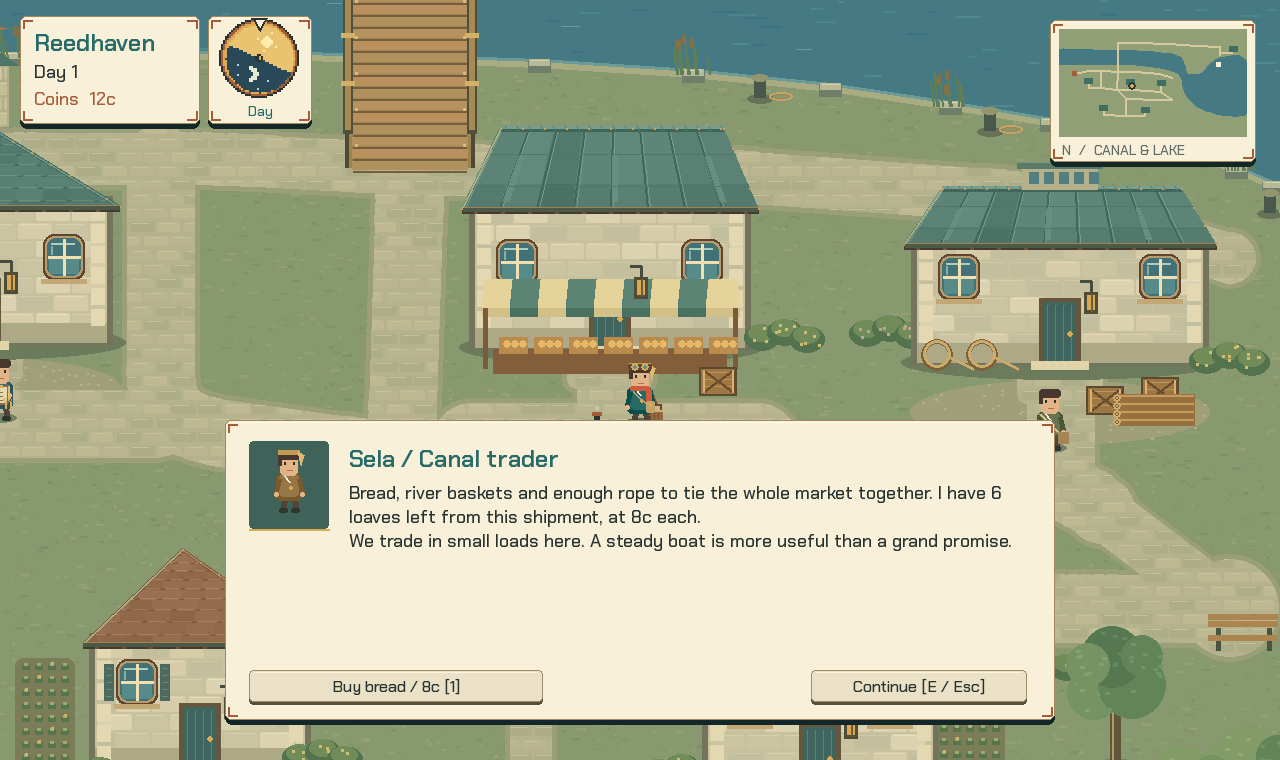 Reedhaven
Day 1
Coins 12c
Day
N / CANAL & LAKE
Sela / Canal trader
Bread, river baskets and enough rope to tie the whole market together. I have 6
loaves left from this shipment, at 8c each.
We trade in small loads here. A steady boat is more useful than a grand promise.
Buy bread / 8c [1]
Continue [E / Esc]